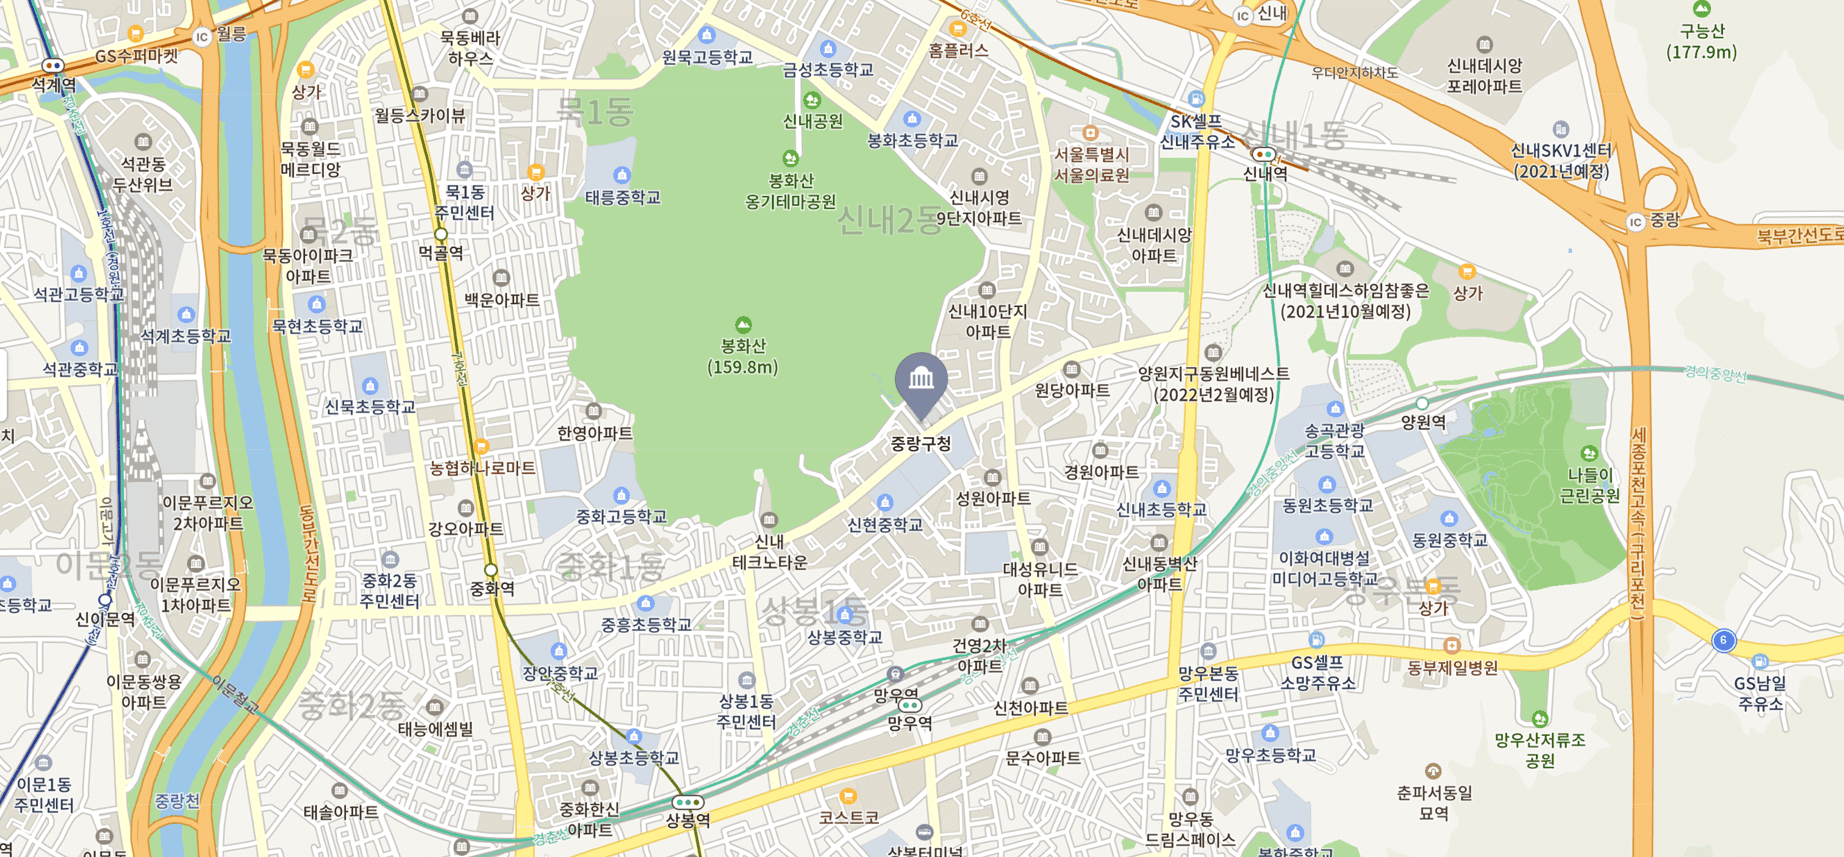 6호선
IC 신내
구능산
(177.9m)
묵동베라
하우스
IC 월릉
GS수퍼마켓
원묵고등학교
금성초등학교
홈플러스
우디안지하차도
신내데시앙
포레아파트
석계역
상가
월등스카이뷰
묵1동
신내공원
봉화초등학교
SK셀프
신내주유소
신내1동
신내역
신내SKV1센터
(2021년예정)
석관동
두산위브
묵동월드
메르디앙
묵1동
주민센터
상가
태릉중학교
봉화산
옹기테마공원
신내2동
신내시영
9단지아파트
서울특별시
서울의료원
신내데시앙
아파트
IC 중랑
북부간선도로
묵2동
묵동아이파크
아파트
먹골역
석관고등학교
백운아파트
신내역힐데스하임참좋은
(2021년10월예정)
상가
석계초등학교
묵현초등학교
석관중학교
7호선
봉화산
(159.8m)
신내10단지
아파트
원당아파트
양원지구동원베네스트
(2022년2월예정)
경의중앙선
신묵초등학교
한영아파트
중랑구청
송곡관광
고등학교
양원역
치
농협하나로마트
경원아파트
경의중앙선
나들이
근린공원
세종포천고속(구리포천)
이문푸르지오
2차아파트
강오아파트
중화고등학교
신현중학교
성원아파트
신내초등학교
동원초등학교
동원중학교
이문고가
동부간선도로
신내
테크노타운
이문2동
이문푸르지오
1차아파트
중화2동
주민센터
중화역
중화1동
대성유니드
아파트
신내동벽산
아파트
이화여대병설
미디어고등학교
망우본동
상가
초등학교
신이문역
중흥초등학교
상봉1동
상봉중학교
건영2차
아파트
6
이문동쌍용
아파트
이문철교
장안중학교
7호선
상봉1동
주민센터
망우역
망우역
경춘선
신천아파트
망우본동
주민센터
GS셀프
소망주유소
동부제일병원
GS남일
주유소
중화2동
태능에셈빌
상봉초등학교
문수아파트
망우초등학교
망우산저류조
공원
이문1동
주민센터
중랑천
태솔아파트
중화한신
아파트
상봉역
코스트코
망우동
드림스페이스
춘파서동일
묘역
경춘선
상봉터미널
봉화중학교
역
이문동